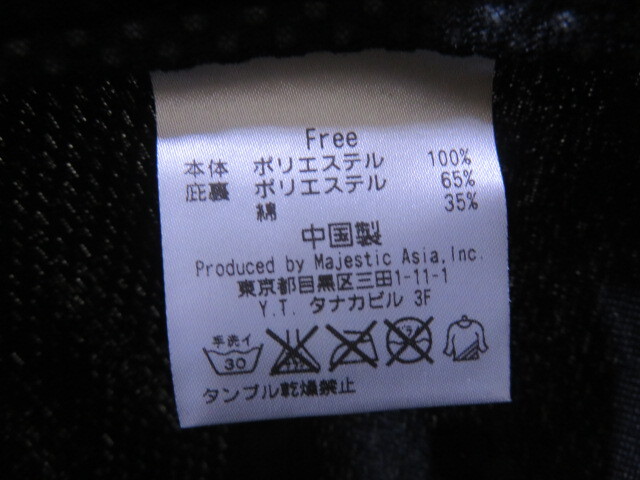 Free
本体 ポリエステル 100%
庇裏 ポリエステル 65%
綿 35%
中国製
Produced by Majestic Asia,Inc.
東京都目黒区三田1-11-1
Y.T. タナカビル 3F
手洗イ
30
タンブル乾燥禁止